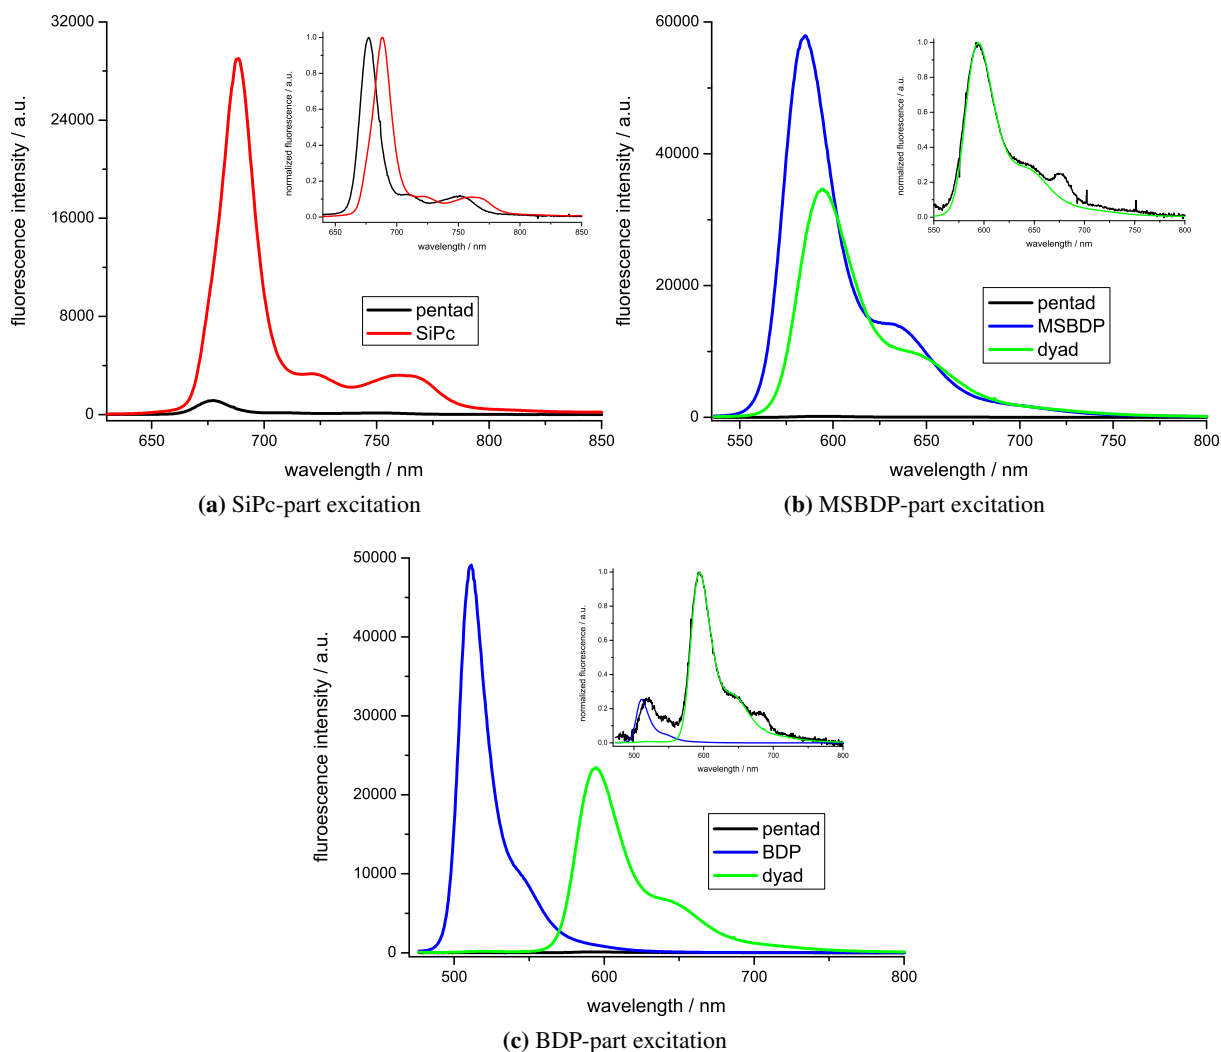 32000
24000
16000
8000
0
fluorescence intensity / a.u.
650 700 750 800 850
wavelength / nm
pentad
SiPc
1.0
0.8
0.6
0.4
0.2
0.0
normalized fluorescence / a.u.
650 700 750 800 850
wavelength / nm
(a) SiPc-part excitation
60000
40000
20000
0
fluorescence intensity / a.u.
550 600 650 700 750 800
wavelength / nm
pentad
MSBDP
dyad
1.0
0.8
0.6
0.4
0.2
0.0
normalized fluorescence / a.u.
550 600 650 700 750 800
wavelength / nm
(b) MSBDP-part excitation
50000
40000
30000
20000
10000
0
fluroescence intensity / a.u.
500 600 700 800
wavelength / nm
pentad
BDP
dyad
1.0
0.8
0.6
0.4
0.2
0.0
normalized fluorescence / a.u.
500 600 700 800
wavelength / nm
(c) BDP-part excitation